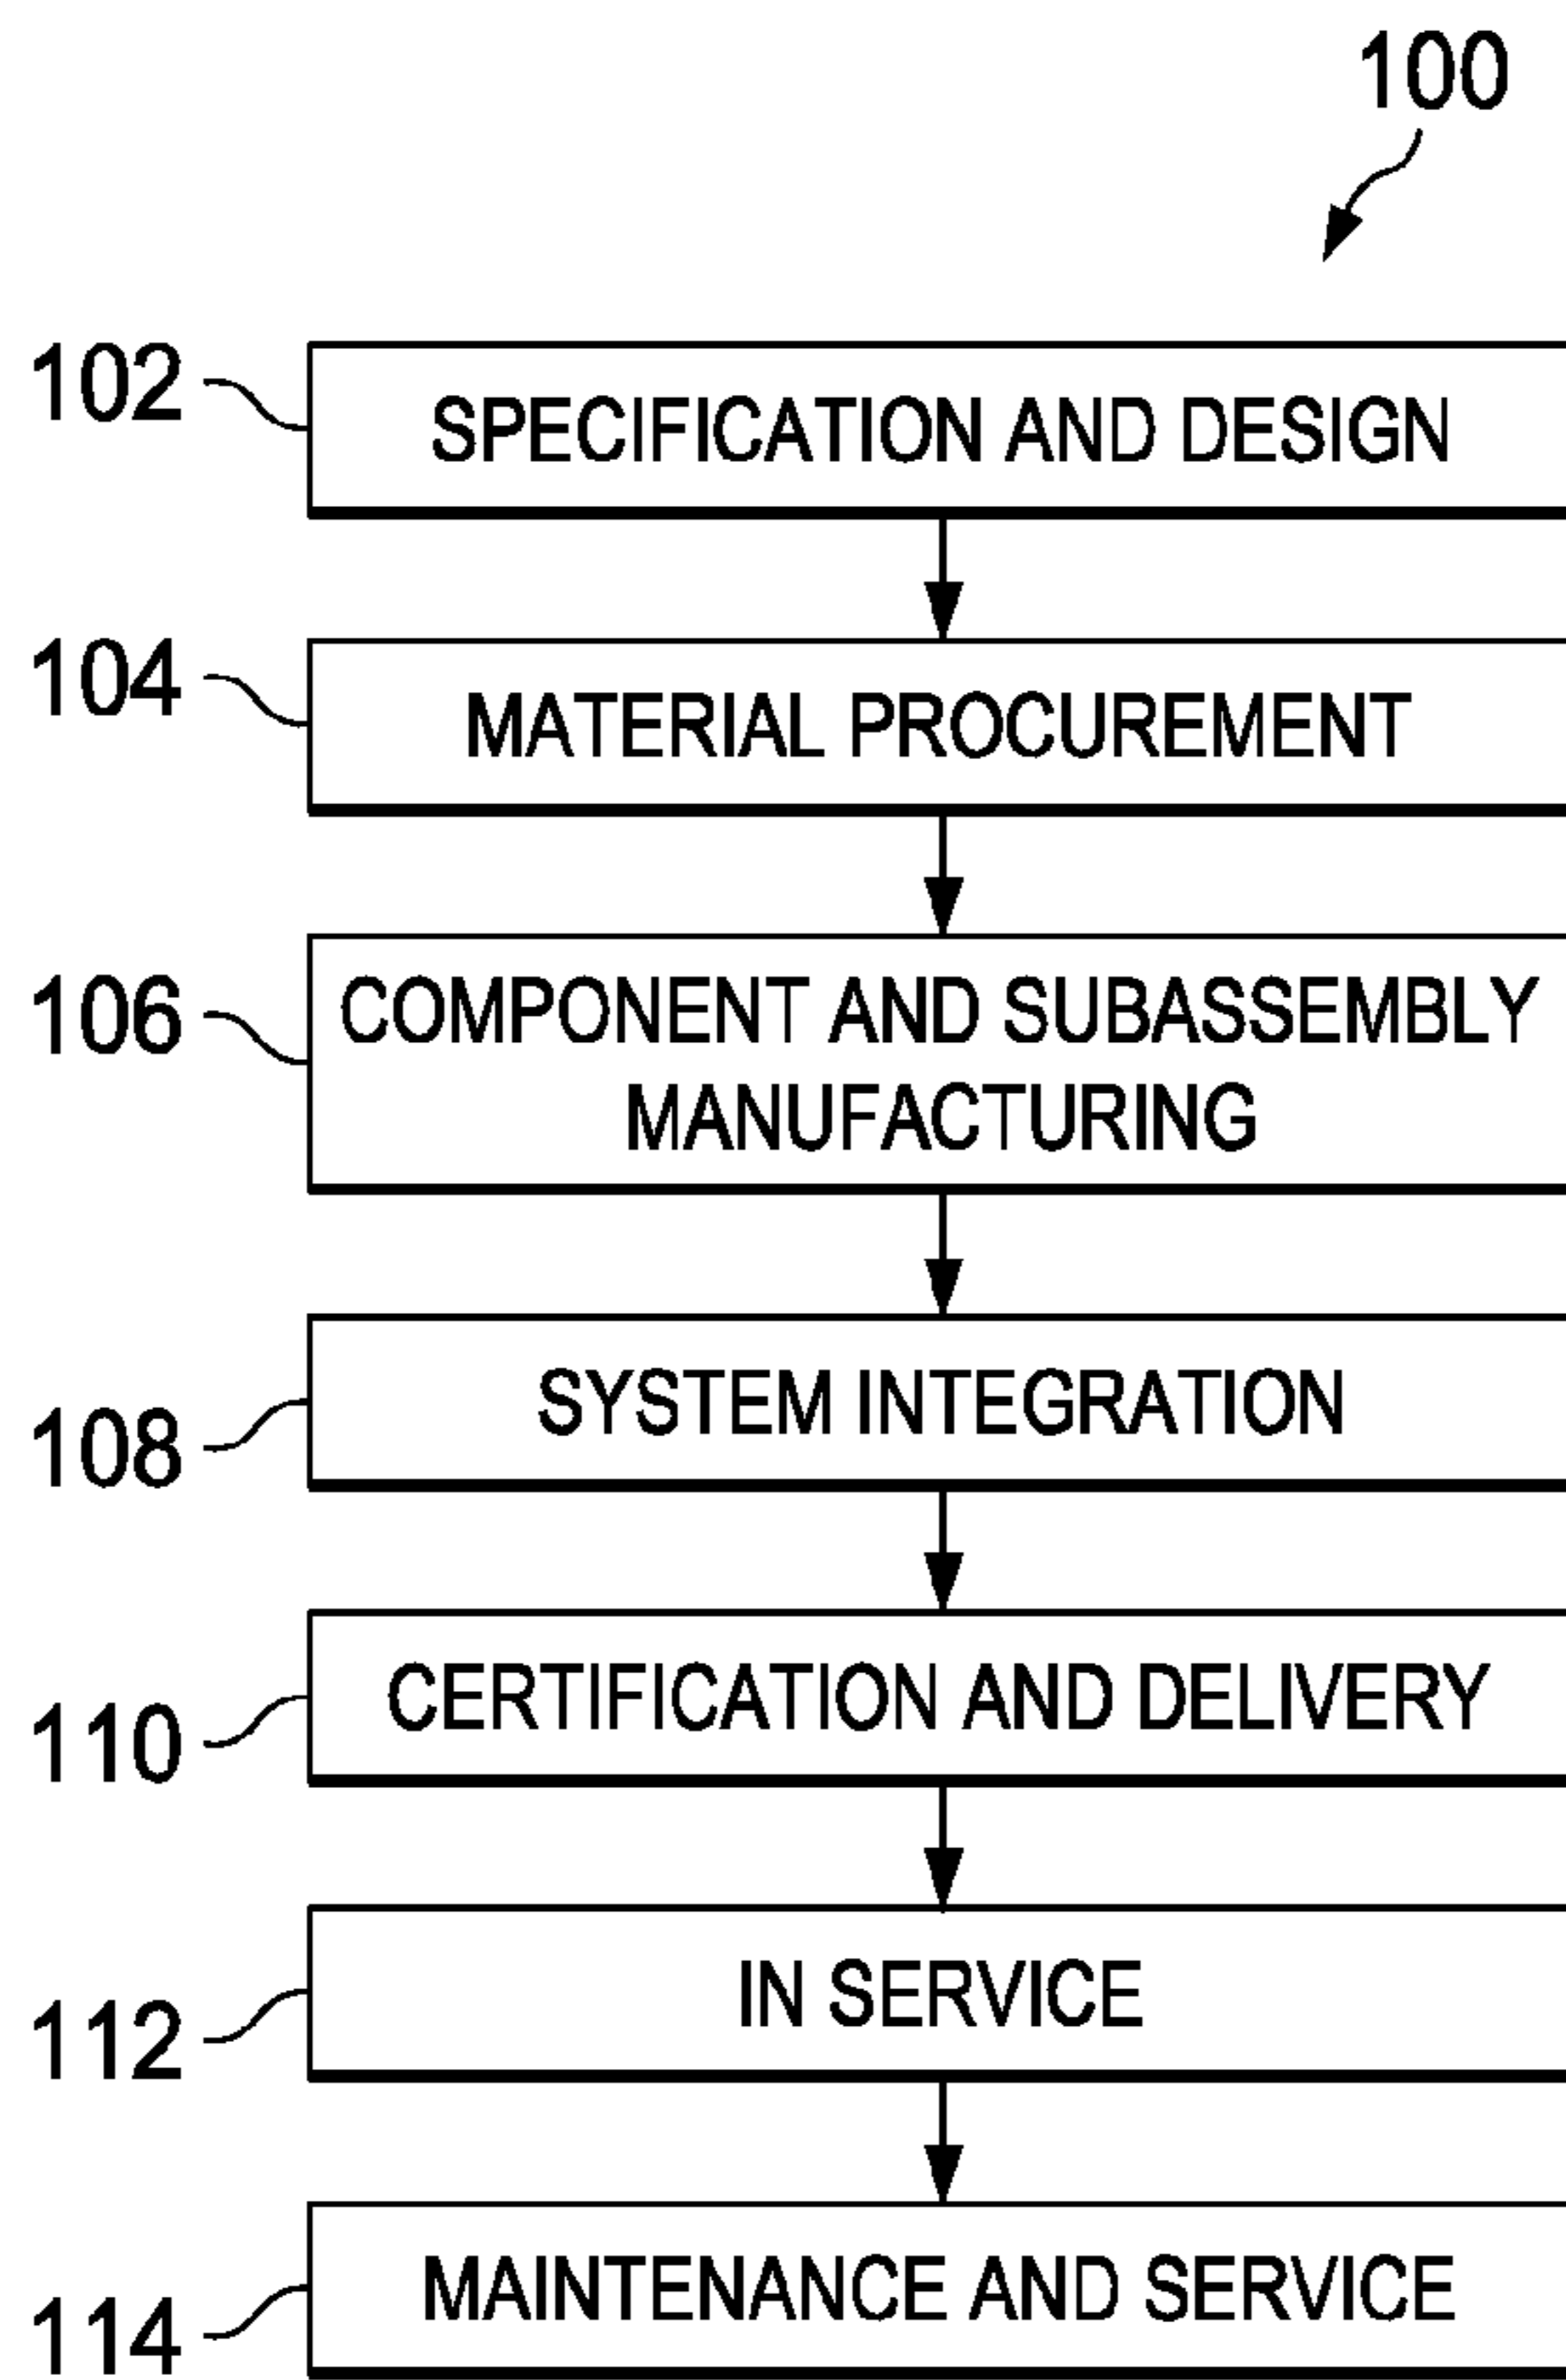 100
102
SPECIFICATION AND DESIGN
104
MATERIAL PROCUREMENT
106
COMPONENT AND SUBASSEMBLY
MANUFACTURING
108
SYSTEM INTEGRATION
110
CERTIFICATION AND DELIVERY
112
IN SERVICE
114
MAINTENANCE AND SERVICE